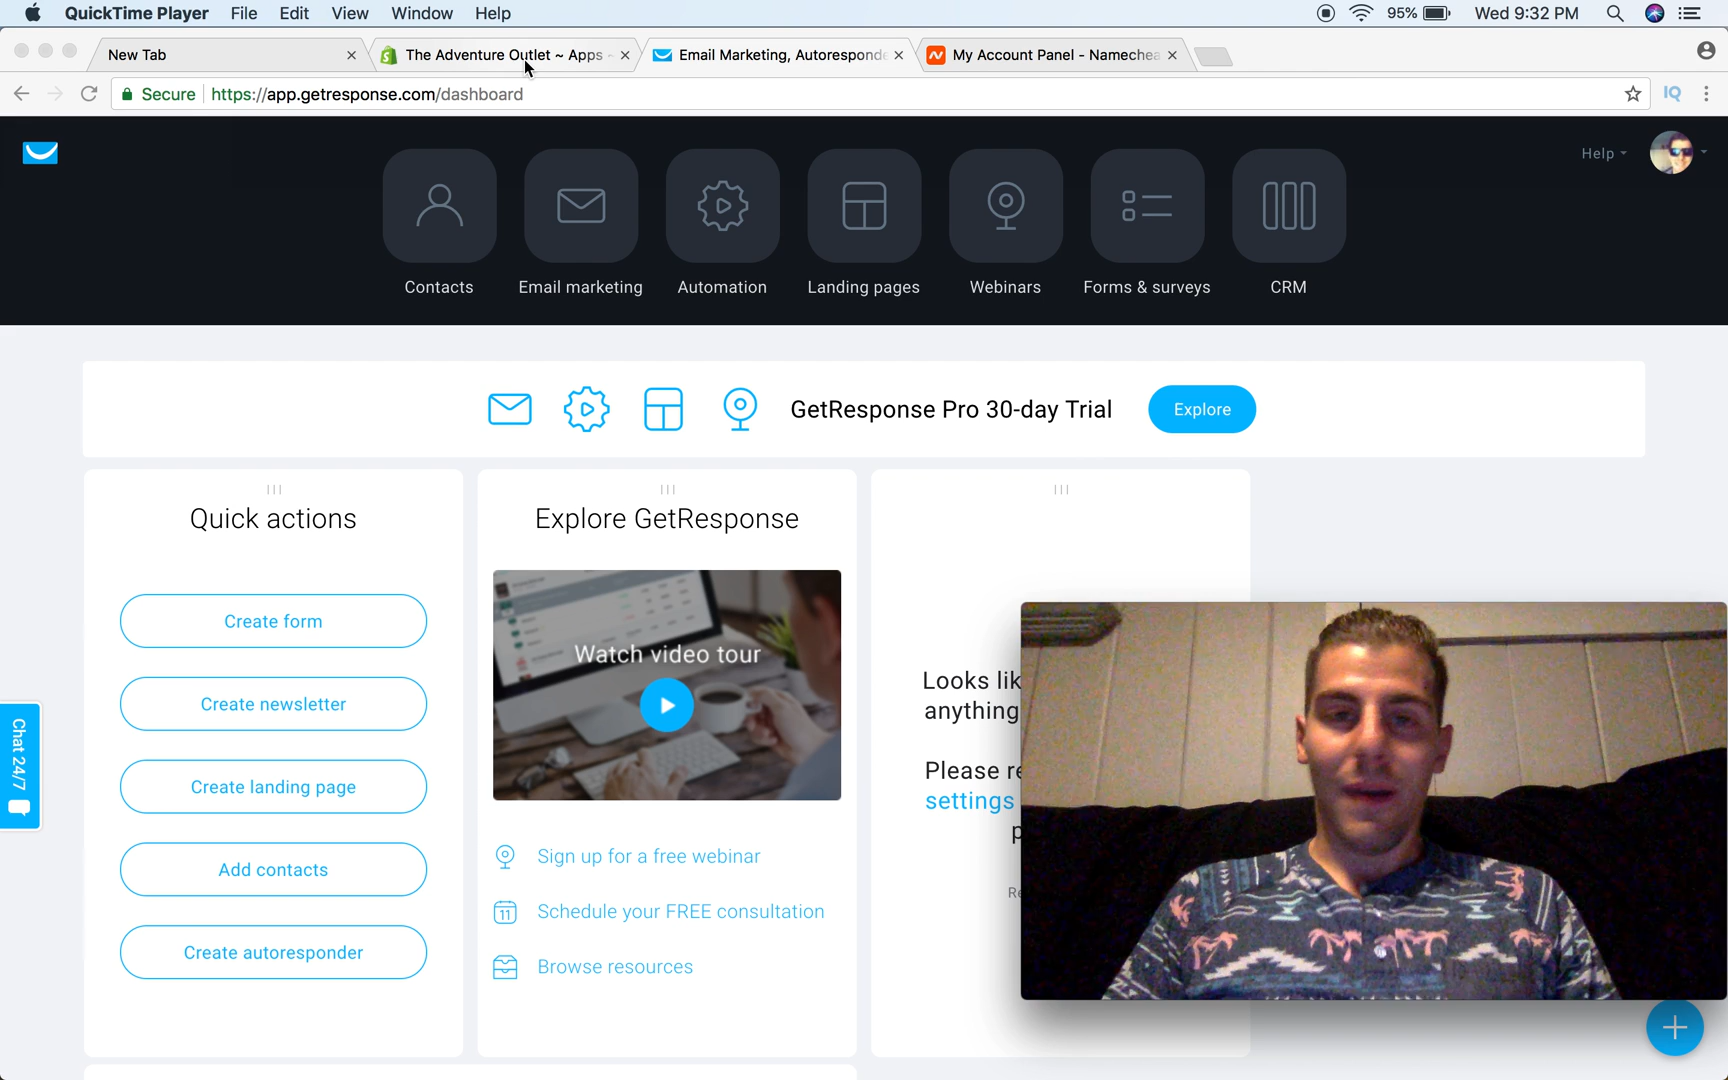 QuickTime Player File Edit View Window Help 95% Wed 9:32 PM
New Tab The Adventure Outlet ~ Apps ~ Email Marketing, Autoresponde My Account Panel - Namechea
Secure https://app.getresponse.com/dashboard IQ
Help
Contacts Email marketing Automation Landing pages Webinars Forms & surveys CRM
GetResponse Pro 30-day Trial Explore
Quick actions
Create form
Create newsletter
Create landing page
Add contacts
Create autoresponder
Explore GetResponse
Watch video tour
Sign up for a free webinar
11 Schedule your FREE consultation
Browse resources
Looks lik
anything
Please re
settings
p
Re
Chat 24/7